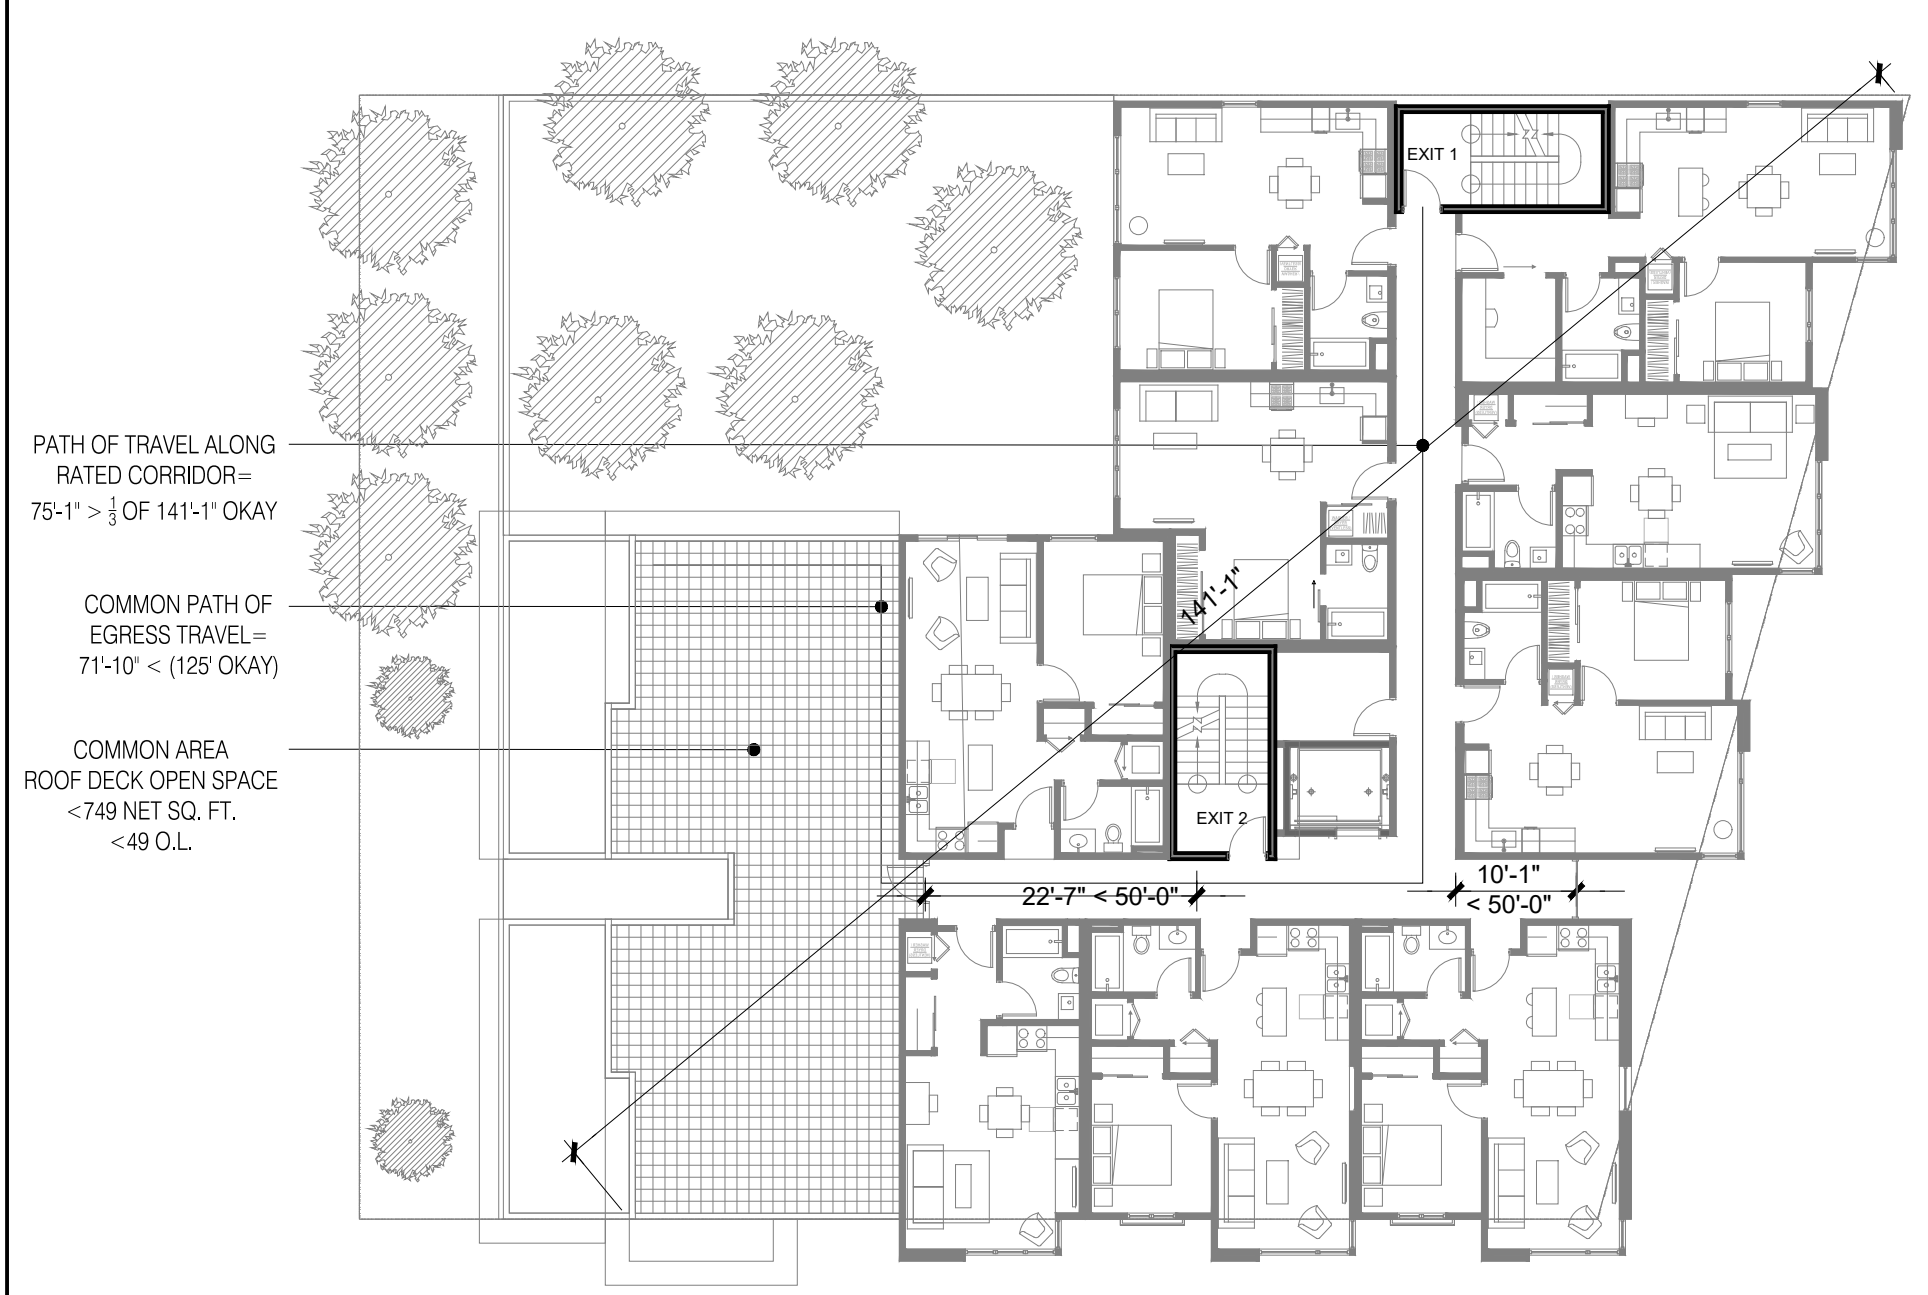 EXIT 1
PATH OF TRAVEL ALONG
RATED CORRIDOR=
75'-1" > 1/3 OF 141'-1" OKAY
141'-1"
COMMON PATH OF
EGRESS TRAVEL=
71'-10" < (125' OKAY)
COMMON AREA
ROOF DECK OPEN SPACE
<749 NET SQ. FT.
<49 O.L.
EXIT 2
22'-7" < 50'-0"
10'-1"
< 50'-0"